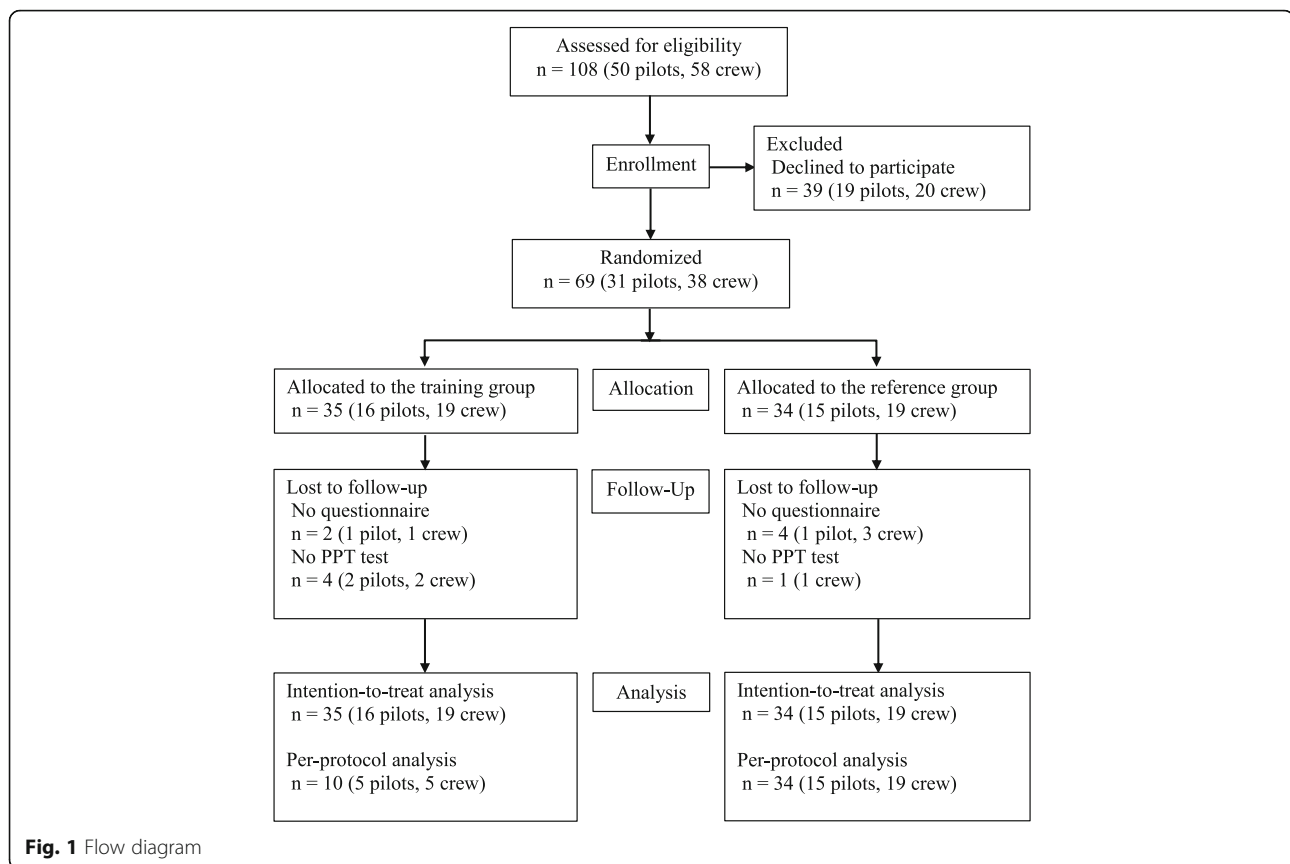 Assessed for eligibility
n = 108 (50 pilots, 58 crew)
Enrollment
Excluded
Declined to participate
n = 39 (19 pilots, 20 crew)
Randomized
n = 69 (31 pilots, 38 crew)
Allocated to the training group
n = 35 (16 pilots, 19 crew)
Allocation
Allocated to the reference group
n = 34 (15 pilots, 19 crew)
Lost to follow-up
No questionnaire
n = 2 (1 pilot, 1 crew)
No PPT test
n = 4 (2 pilots, 2 crew)
Follow-Up
Lost to follow-up
No questionnaire
n = 4 (1 pilot, 3 crew)
No PPT test
n = 1 (1 crew)
Intention-to-treat analysis
n = 35 (16 pilots, 19 crew)
Per-protocol analysis
n = 10 (5 pilots, 5 crew)
Analysis
Intention-to-treat analysis
n = 34 (15 pilots, 19 crew)
Per-protocol analysis
n = 34 (15 pilots, 19 crew)
Fig. 1 Flow diagram